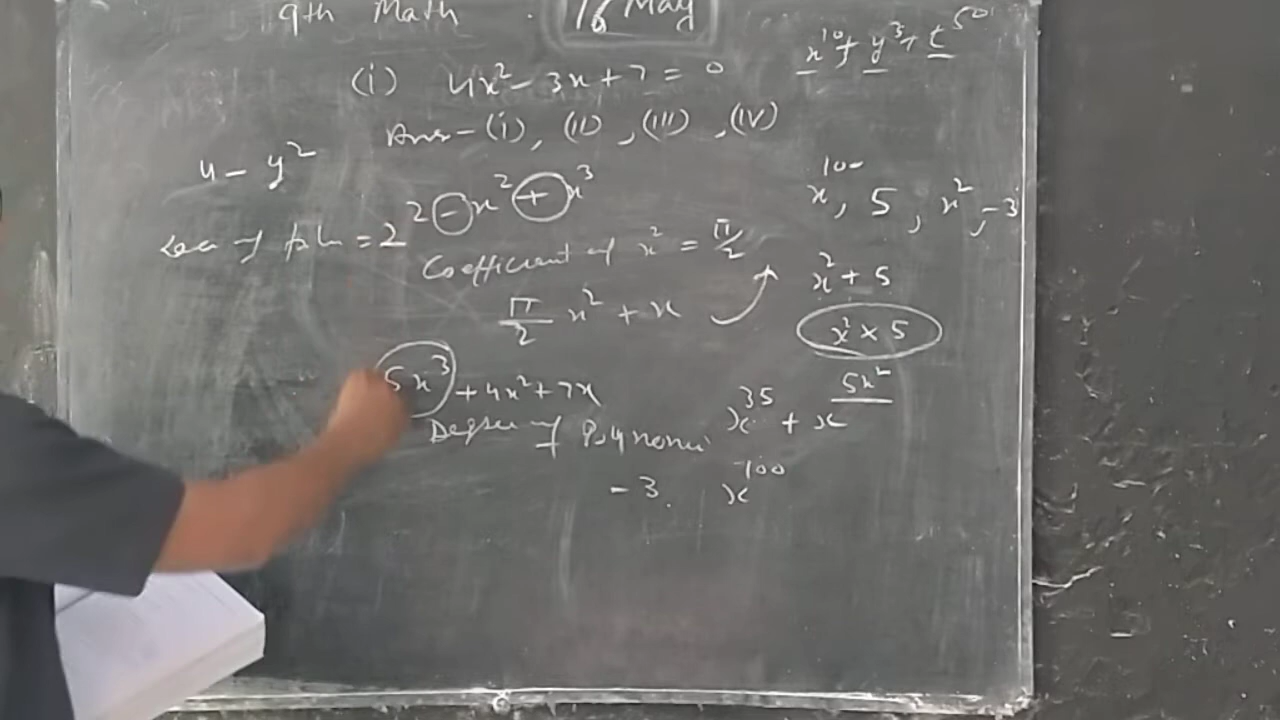 9th Math 16 May
x¹⁰ + y³ + t⁵⁰
(i) 4x² - 3x + 7 = 0
Ans - (i), (ii), (iii), (iv)
4 - y²
2 - x² + x³
x¹⁰, 5, x², -3
= 2
Coefficient of x² = π/2
x² + 5
π/2 x² + x
x² × 5
5x²
5x³ + 4x² + 7x
x³⁵ + x
Degree of
- 3
x¹⁰⁰